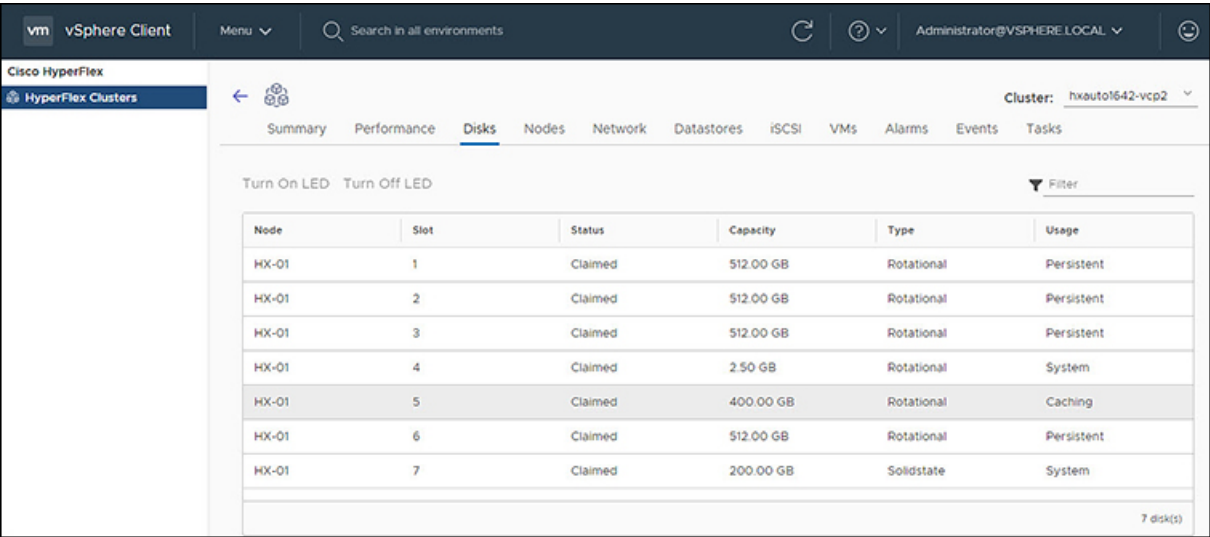 vm vSphere Client Menu Search in all environments Administrator@VSPHERE.LOCAL
Cisco HyperFlex
HyperFlex Clusters
Cluster: hxauto1642-vcp2
Summary Performance Disks Nodes Network Datastores iSCSI VMs Alarms Events Tasks
Turn On LED Turn Off LED Filter
Node Slot Status Capacity Type Usage
HX-01 1 Claimed 512.00 GB Rotational Persistent
HX-01 2 Claimed 512.00 GB Rotational Persistent
HX-01 3 Claimed 512.00 GB Rotational Persistent
HX-01 4 Claimed 2.50 GB Rotational System
HX-01 5 Claimed 400.00 GB Rotational Caching
HX-01 6 Claimed 512.00 GB Rotational Persistent
HX-01 7 Claimed 200.00 GB Solidstate System
7 disk(s)